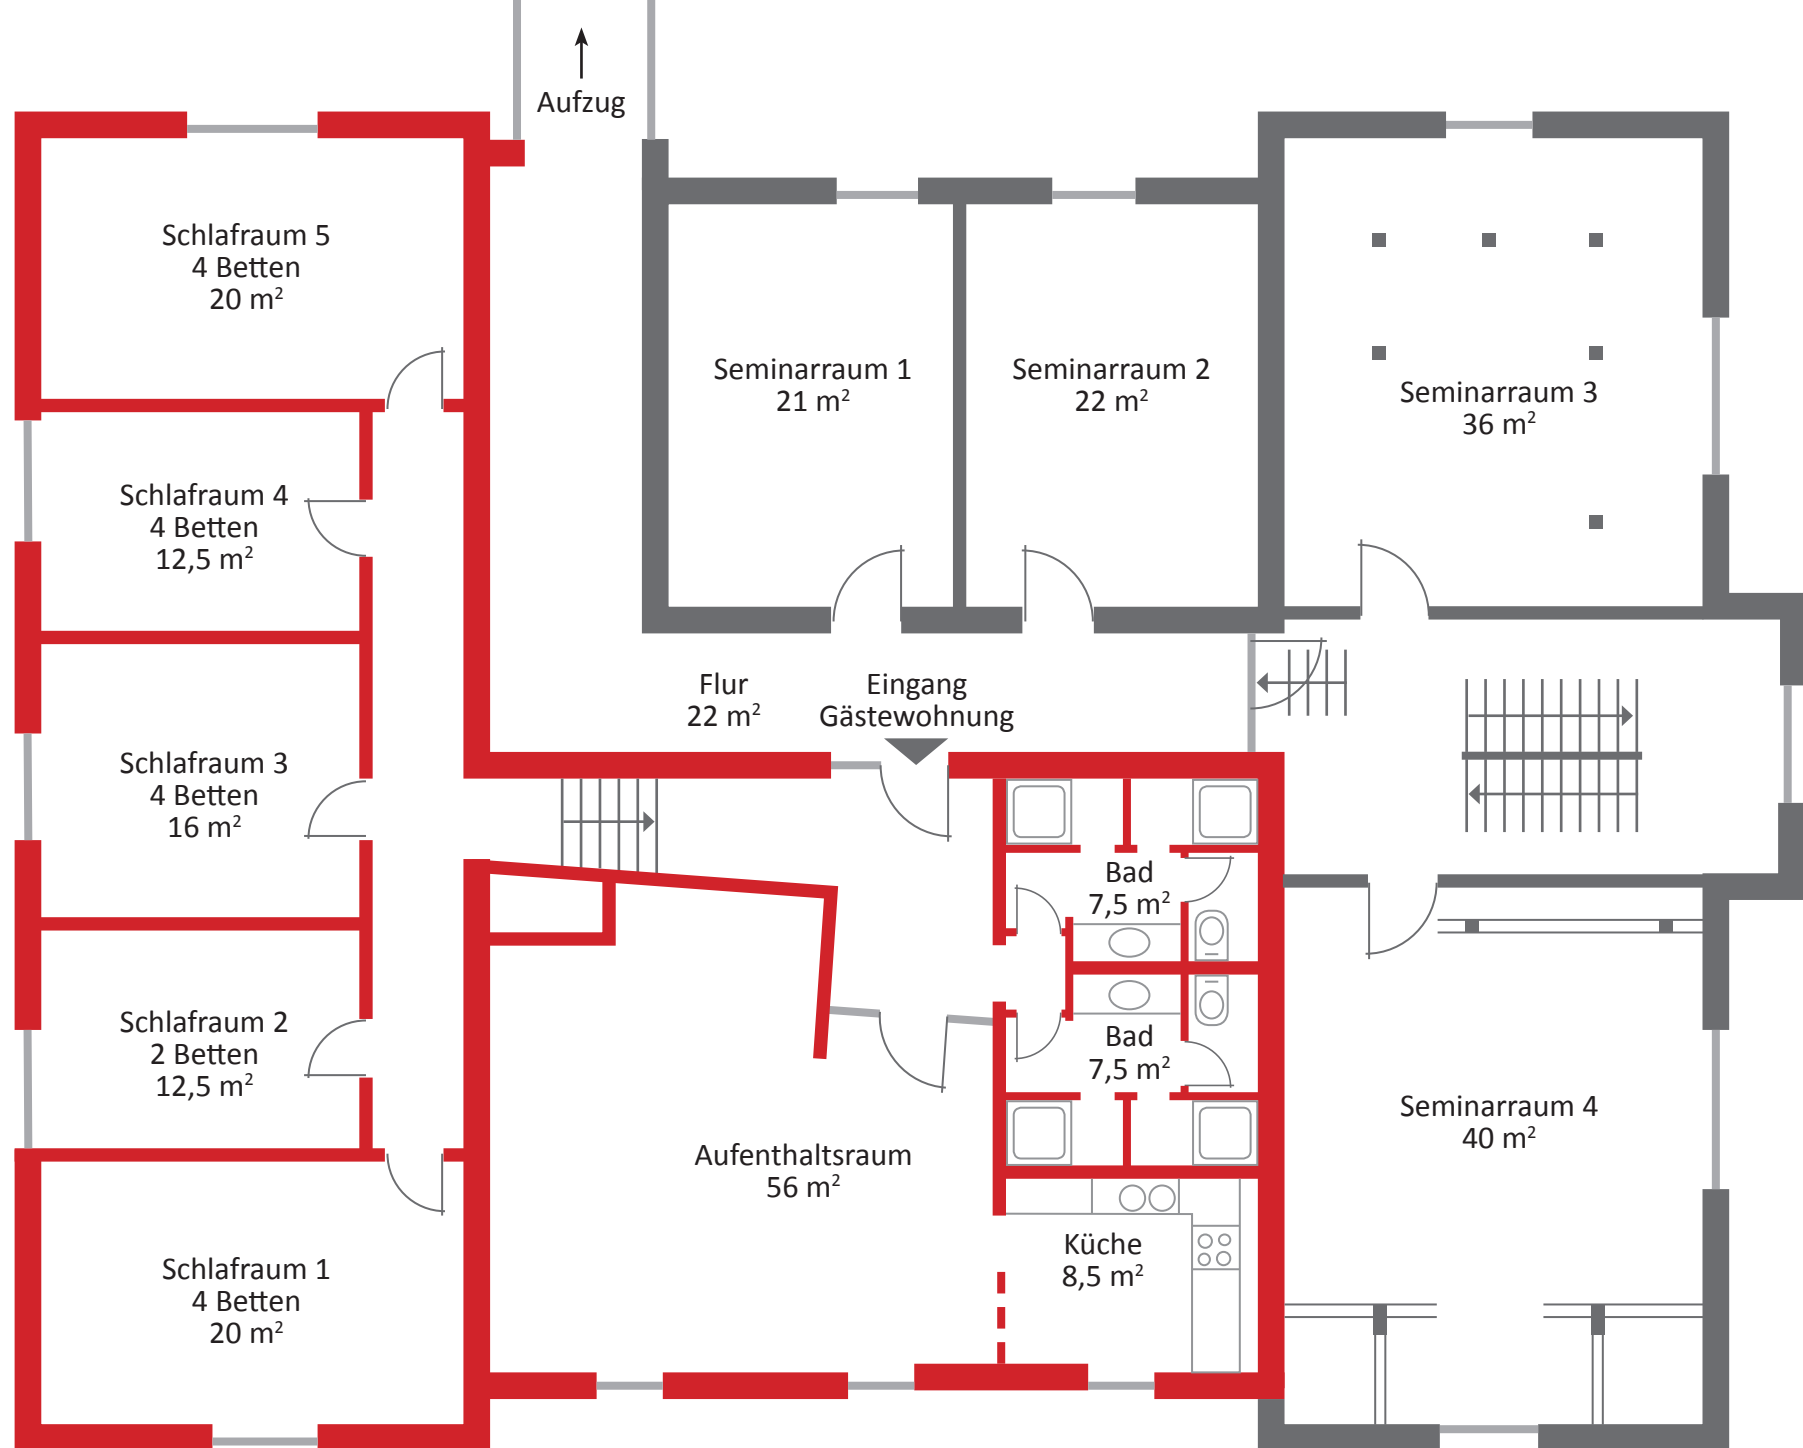 Aufzug
Schlafraum 5
4 Betten
20 m²
Seminarraum 1
21 m²
Seminarraum 2
22 m²
Seminarraum 3
36 m²
Schlafraum 4
4 Betten
12,5 m²
Flur
22 m²
Eingang
Gästewohnung
Schlafraum 3
4 Betten
16 m²
Bad
7,5 m²
Schlafraum 2
2 Betten
12,5 m²
Bad
7,5 m²
Aufenthaltsraum
56 m²
Seminarraum 4
40 m²
Küche
8,5 m²
Schlafraum 1
4 Betten
20 m²